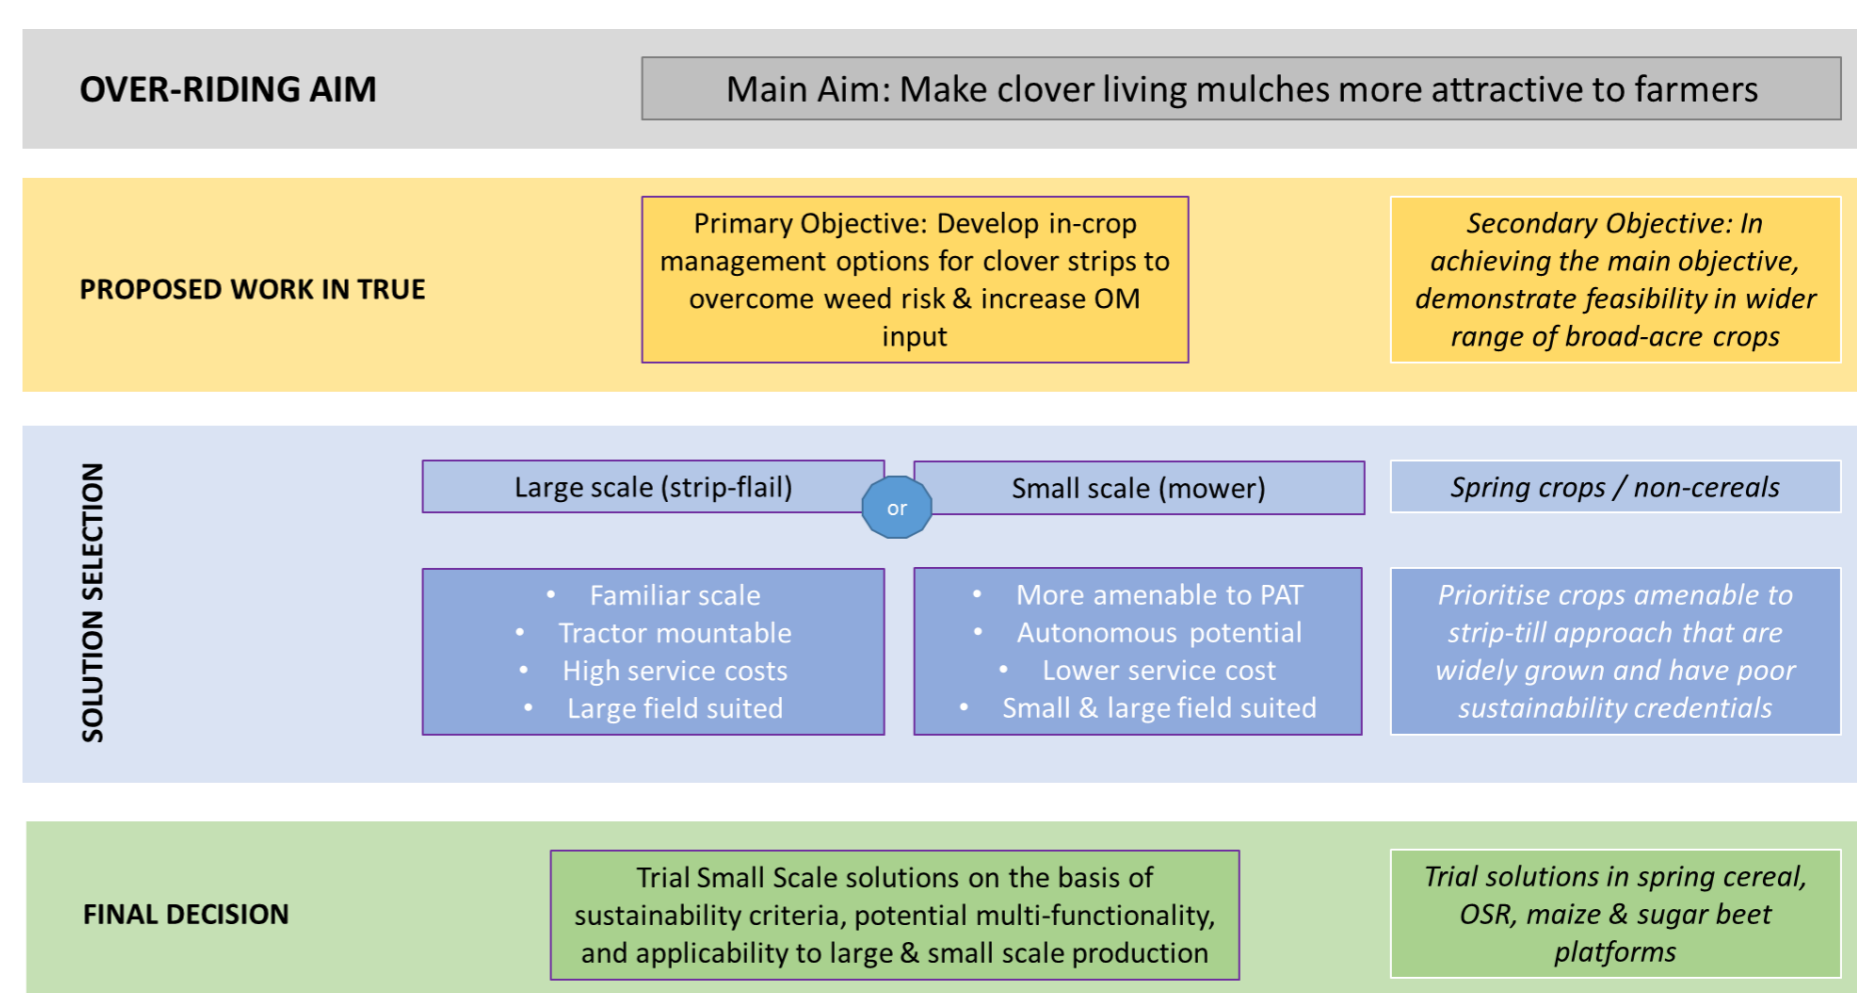 OVER-RIDING AIM
Main Aim: Make clover living mulches more attractive to farmers
PROPOSED WORK IN TRUE
Primary Objective: Develop in-crop
management options for clover strips to
overcome weed risk & increase OM
input
Secondary Objective: In
achieving the main objective,
demonstrate feasibility in wider
range of broad-acre crops
SOLUTION SELECTION
Large scale (strip-flail)
or
Small scale (mower)
Spring crops / non-cereals
• Familiar scale
• Tractor mountable
• High service costs
• Large field suited
• More amenable to PAT
• Autonomous potential
• Lower service cost
• Small & large field suited
Prioritise crops amenable to
strip-till approach that are
widely grown and have poor
sustainability credentials
FINAL DECISION
Trial Small Scale solutions on the basis of
sustainability criteria, potential multi-functionality,
and applicability to large & small scale production
Trial solutions in spring cereal,
OSR, maize & sugar beet
platforms